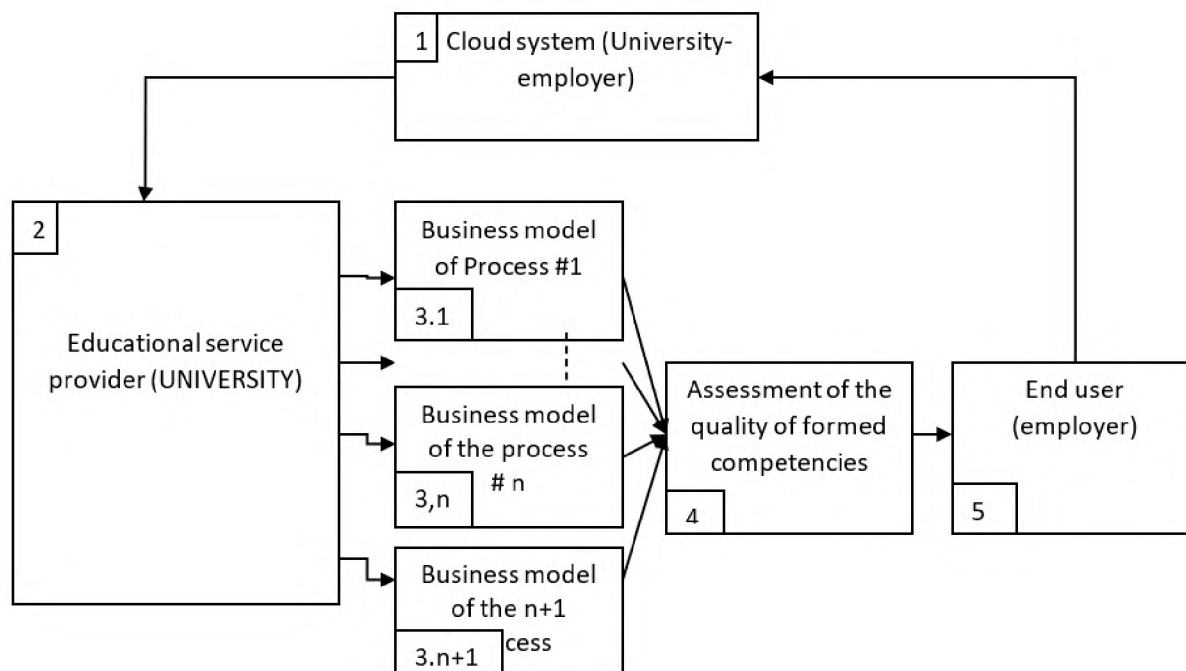 1
Cloud system (University-
employer)
2
Educational service
provider (UNIVERSITY)
Business model
of Process #1
3.1
Business model
of the process
# n
3,n
Business model
of the n+1
cess
3.n+1
Assessment of the
quality of formed
competencies
4
End user
(employer)
5